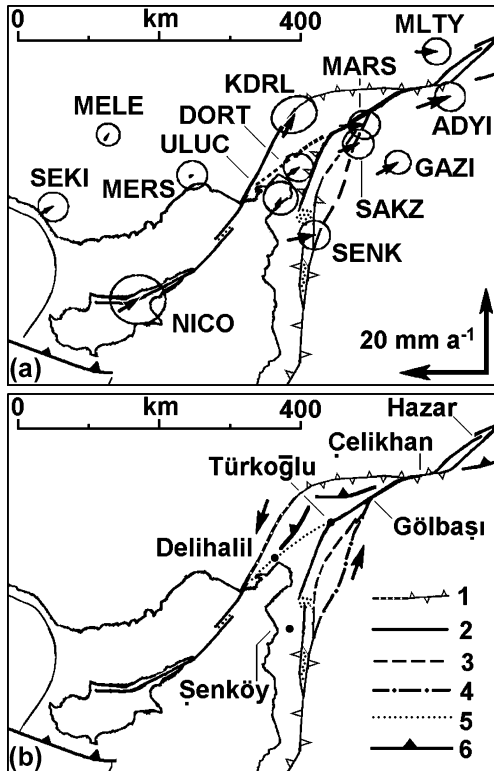 0 km 400
MLTY
KDRL
MARS
MELE
DORT
ADYI
ULUC
GAZI
SEKI
MERS
SAKZ
SENK
NICO
20 mm a⁻¹
(a)
0 km 400
Hazar
Çelikhan
Türkoğlu
Gölbaşı
Delihalil
1
2
3
4
Şenköy
5
(b)
6